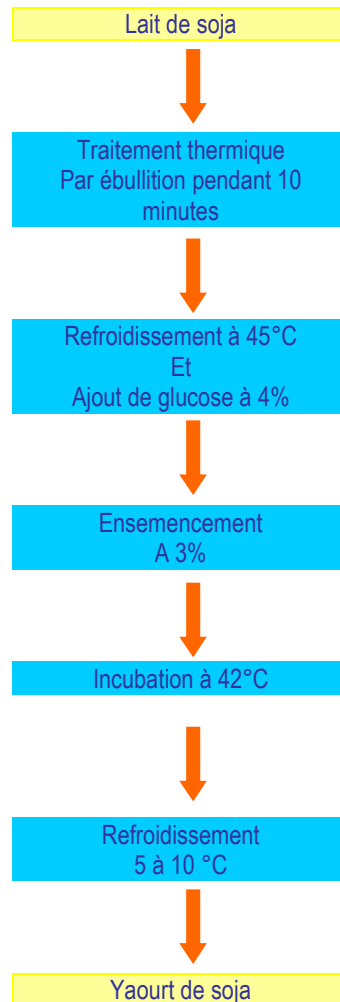 Lait de soja
Traitement thermique
Par ébullition pendant 10
minutes
Refroidissement à 45°C
Et
Ajout de glucose à 4%
Ensemencement
A 3%
Incubation à 42°C
Refroidissement
5 à 10 °C
Yaourt de soja